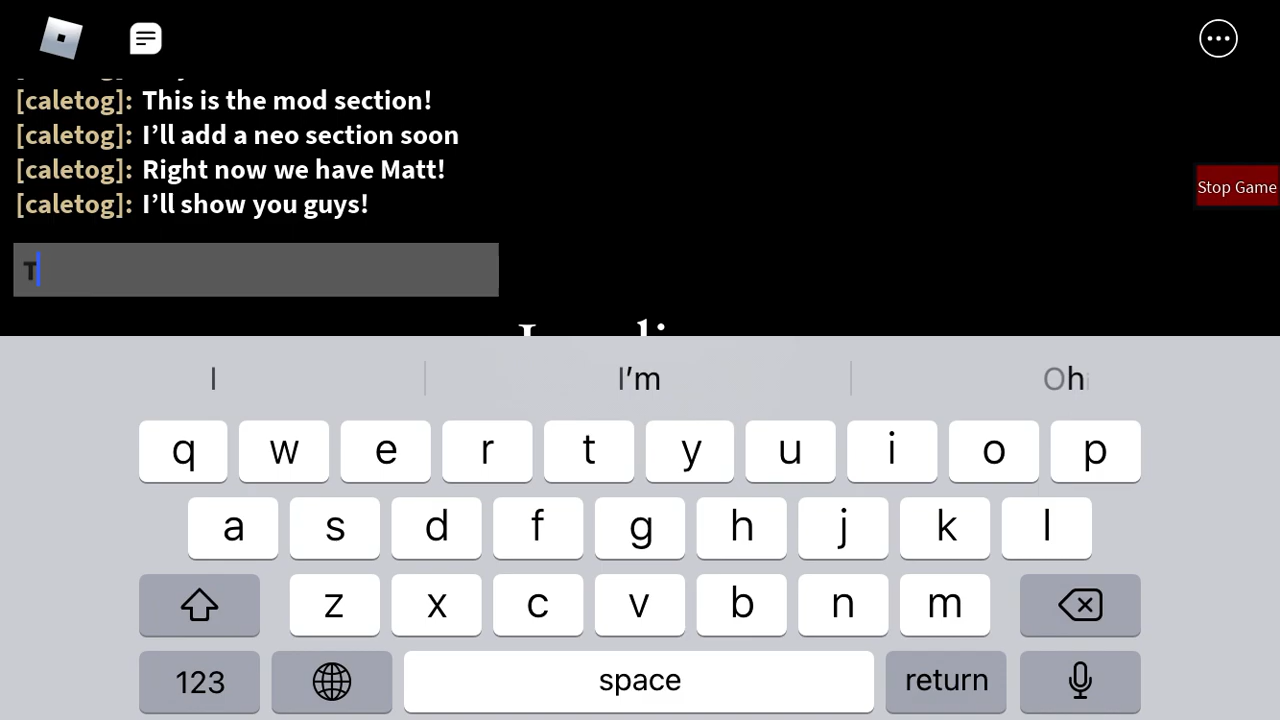 [caletog]: This is the mod section!
[caletog]: I’ll add a neo section soon
[caletog]: Right now we have Matt!
[caletog]: I’ll show you guys!
Stop Game
T
I I’m Oh
q w e r t y u i o p
a s d f g h j k l
z x c v b n m
123 space return